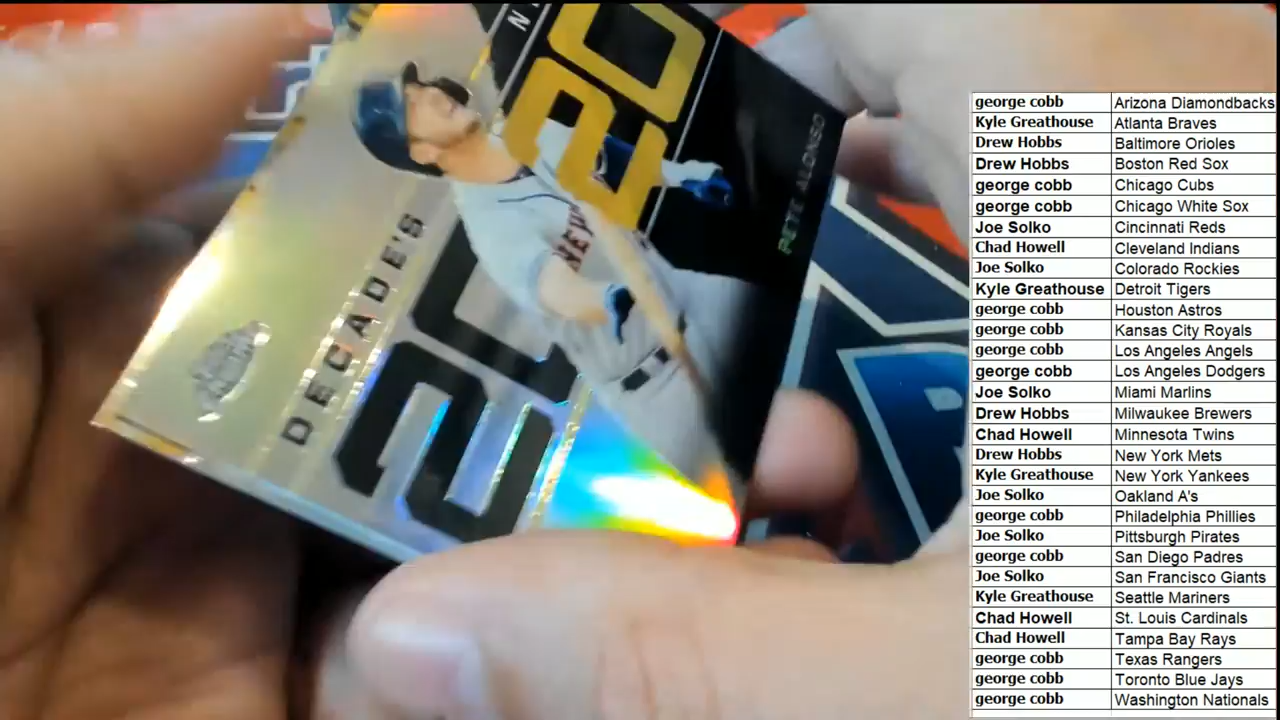 DECADE'S
20
20
PETE ALONSO
NEW
george cobb Arizona Diamondbacks
Kyle Greathouse Atlanta Braves
Drew Hobbs Baltimore Orioles
Drew Hobbs Boston Red Sox
george cobb Chicago Cubs
george cobb Chicago White Sox
Joe Solko Cincinnati Reds
Chad Howell Cleveland Indians
Joe Solko Colorado Rockies
Kyle Greathouse Detroit Tigers
george cobb Houston Astros
george cobb Kansas City Royals
george cobb Los Angeles Angels
george cobb Los Angeles Dodgers
Joe Solko Miami Marlins
Drew Hobbs Milwaukee Brewers
Chad Howell Minnesota Twins
Drew Hobbs New York Mets
Kyle Greathouse New York Yankees
Joe Solko Oakland A's
george cobb Philadelphia Phillies
Joe Solko Pittsburgh Pirates
george cobb San Diego Padres
Joe Solko San Francisco Giants
Kyle Greathouse Seattle Mariners
Chad Howell St. Louis Cardinals
Chad Howell Tampa Bay Rays
george cobb Texas Rangers
george cobb Toronto Blue Jays
george cobb Washington Nationals